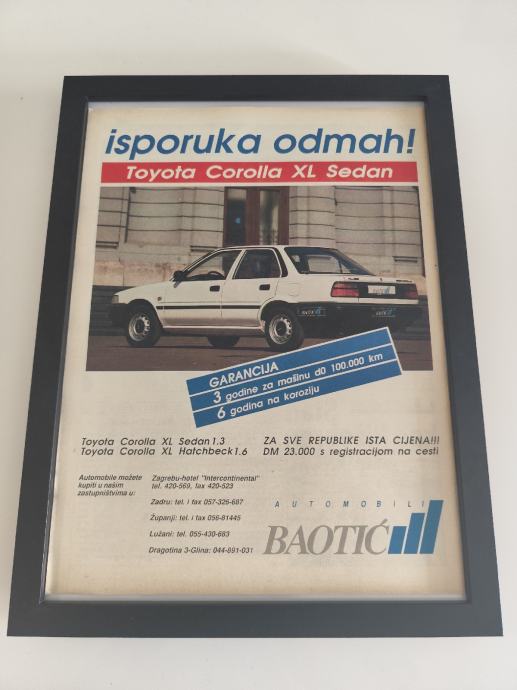 isporuka odmah!
Toyota Corolla XL Sedan
BAOTIĆ
GARANCIJA
3 godine za mašinu d0 100.000 km
6 godina na koroziju
Toyota Corolla XL Sedan 1.3
Toyota Corolla XL Hatchbeck 1.6
ZA SVE REPUBLIKE ISTA CIJENA!!!
DM 23.000 s registracijom na cesti
Automobile možete
kupiti u našim
zastupništvima u:
Zagrebu-hotel "Intercontinental"
tel. 420-569, fax 420-523
Zadru: tel. i fax 057-326-687
Županji: tel. i fax 056-81445
Lužani: tel. 055-430-683
Dragotina 3-Glina: 044-891-031
AUTOMOBILI
BAOTIĆ